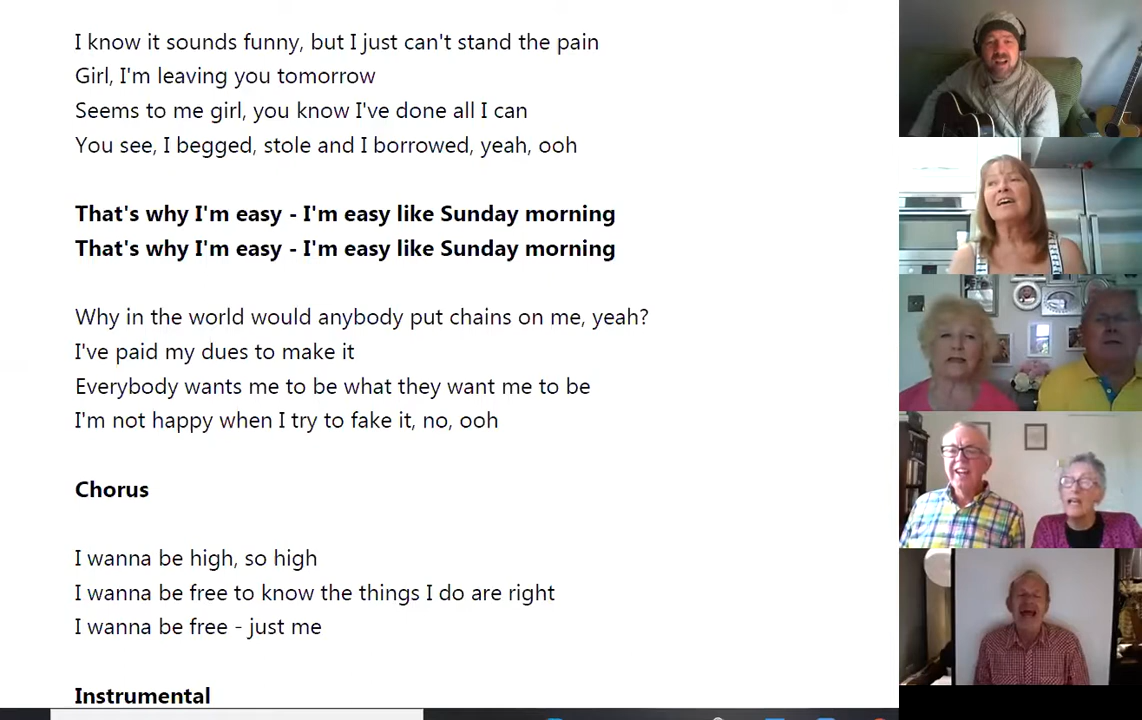 I know it sounds funny, but I just can't stand the pain
Girl, I'm leaving you tomorrow
Seems to me girl, you know I've done all I can
You see, I begged, stole and I borrowed, yeah, ooh
That's why I'm easy - I'm easy like Sunday morning
That's why I'm easy - I'm easy like Sunday morning
Why in the world would anybody put chains on me, yeah?
I've paid my dues to make it
Everybody wants me to be what they want me to be
I'm not happy when I try to fake it, no, ooh
Chorus
I wanna be high, so high
I wanna be free to know the things I do are right
I wanna be free - just me
Instrumental